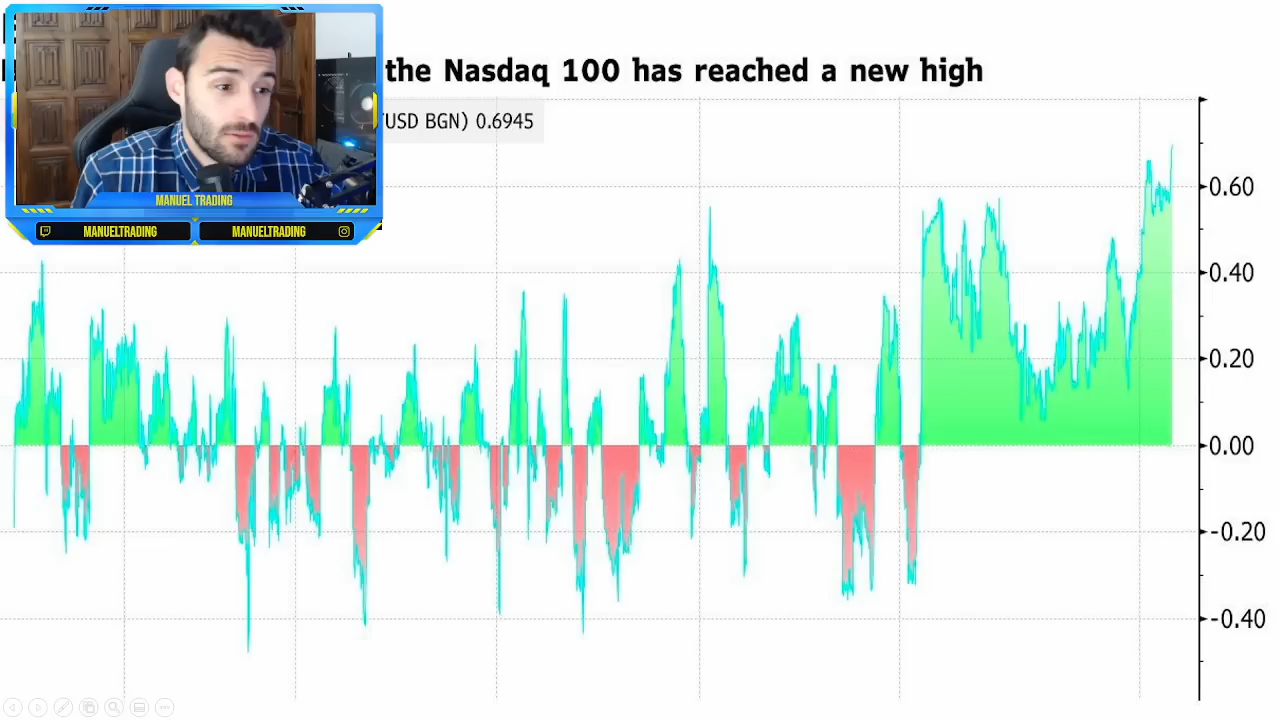 the Nasdaq 100 has reached a new high
/USD BGN) 0.6945
MANUEL TRADING
MANUELTRADING
MANUELTRADING
0.60
0.40
0.20
0.00
-0.20
-0.40